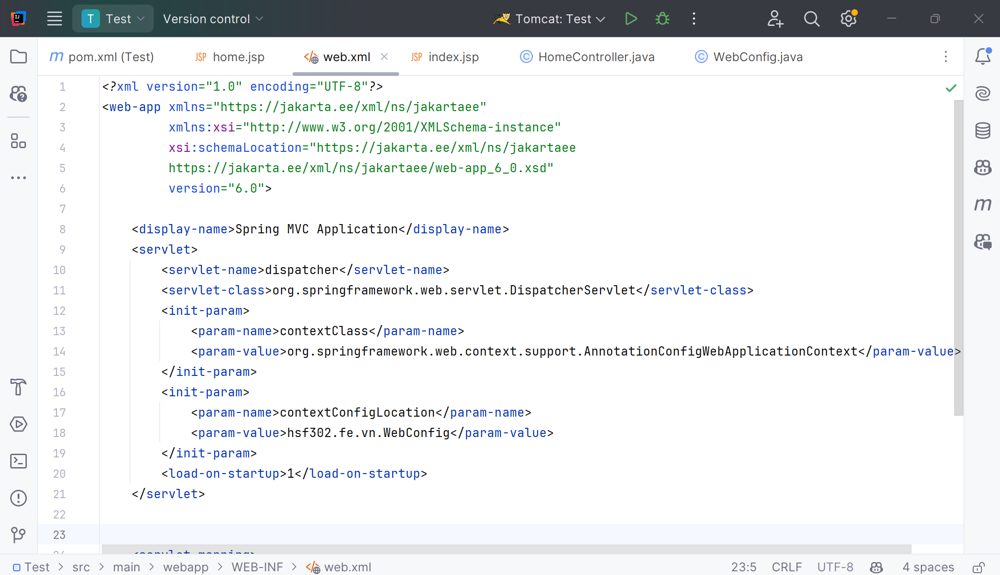 T Test Version control Tomcat: Test
m pom.xml (Test) JSP home.jsp web.xml JSP index.jsp C HomeController.java C WebConfig.java
1 <?xml version="1.0" encoding="UTF-8"?>
2 <web-app xmlns="https://jakarta.ee/xml/ns/jakartaee"
3 xmlns:xsi="http://www.w3.org/2001/XMLSchema-instance"
4 xsi:schemaLocation="https://jakarta.ee/xml/ns/jakartaee
5 https://jakarta.ee/xml/ns/jakartaee/web-app_6_0.xsd"
6 version="6.0">
7
8 <display-name>Spring MVC Application</display-name>
9 <servlet>
10 <servlet-name>dispatcher</servlet-name>
11 <servlet-class>org.springframework.web.servlet.DispatcherServlet</servlet-class>
12 <init-param>
13 <param-name>contextClass</param-name>
14 <param-value>org.springframework.web.context.support.AnnotationConfigWebApplicationContext</param-value>
15 </init-param>
16 <init-param>
17 <param-name>contextConfigLocation</param-name>
18 <param-value>hsf302.fe.vn.WebConfig</param-value>
19 </init-param>
20 <load-on-startup>1</load-on-startup>
21 </servlet>
22
23
24 <servlet-mapping>
Test > src > main > webapp > WEB-INF > web.xml 23:5 CRLF UTF-8 4 spaces